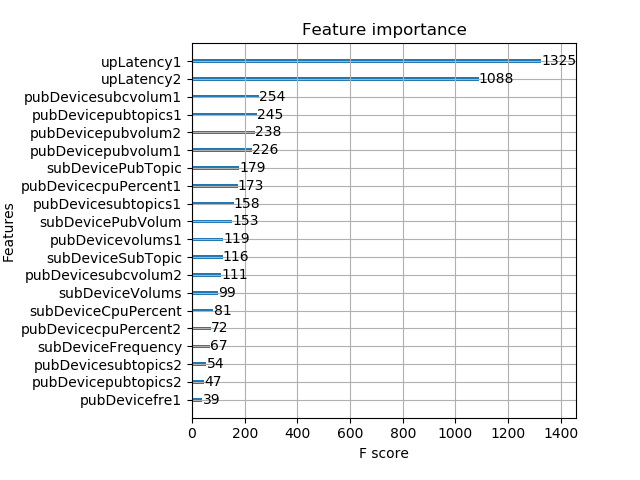 Feature importance
upLatency1 1325
upLatency2 1088
pubDevicesubcvolum1 254
pubDevicepubtopics1 245
pubDevicepubvolum2 238
pubDevicepubvolum1 226
subDevicePubTopic 179
pubDevicecpuPercent1 173
pubDevicesubtopics1 158
subDevicePubVolum 153
pubDevicevolums1 119
subDeviceSubTopic 116
pubDevicesubcvolum2 111
subDeviceVolums 99
subDeviceCpuPercent 81
pubDevicecpuPercent2 72
subDeviceFrequency 67
pubDevicesubtopics2 54
pubDevicepubtopics2 47
pubDevicefre1 39
Features
0 200 400 600 800 1000 1200 1400
F score